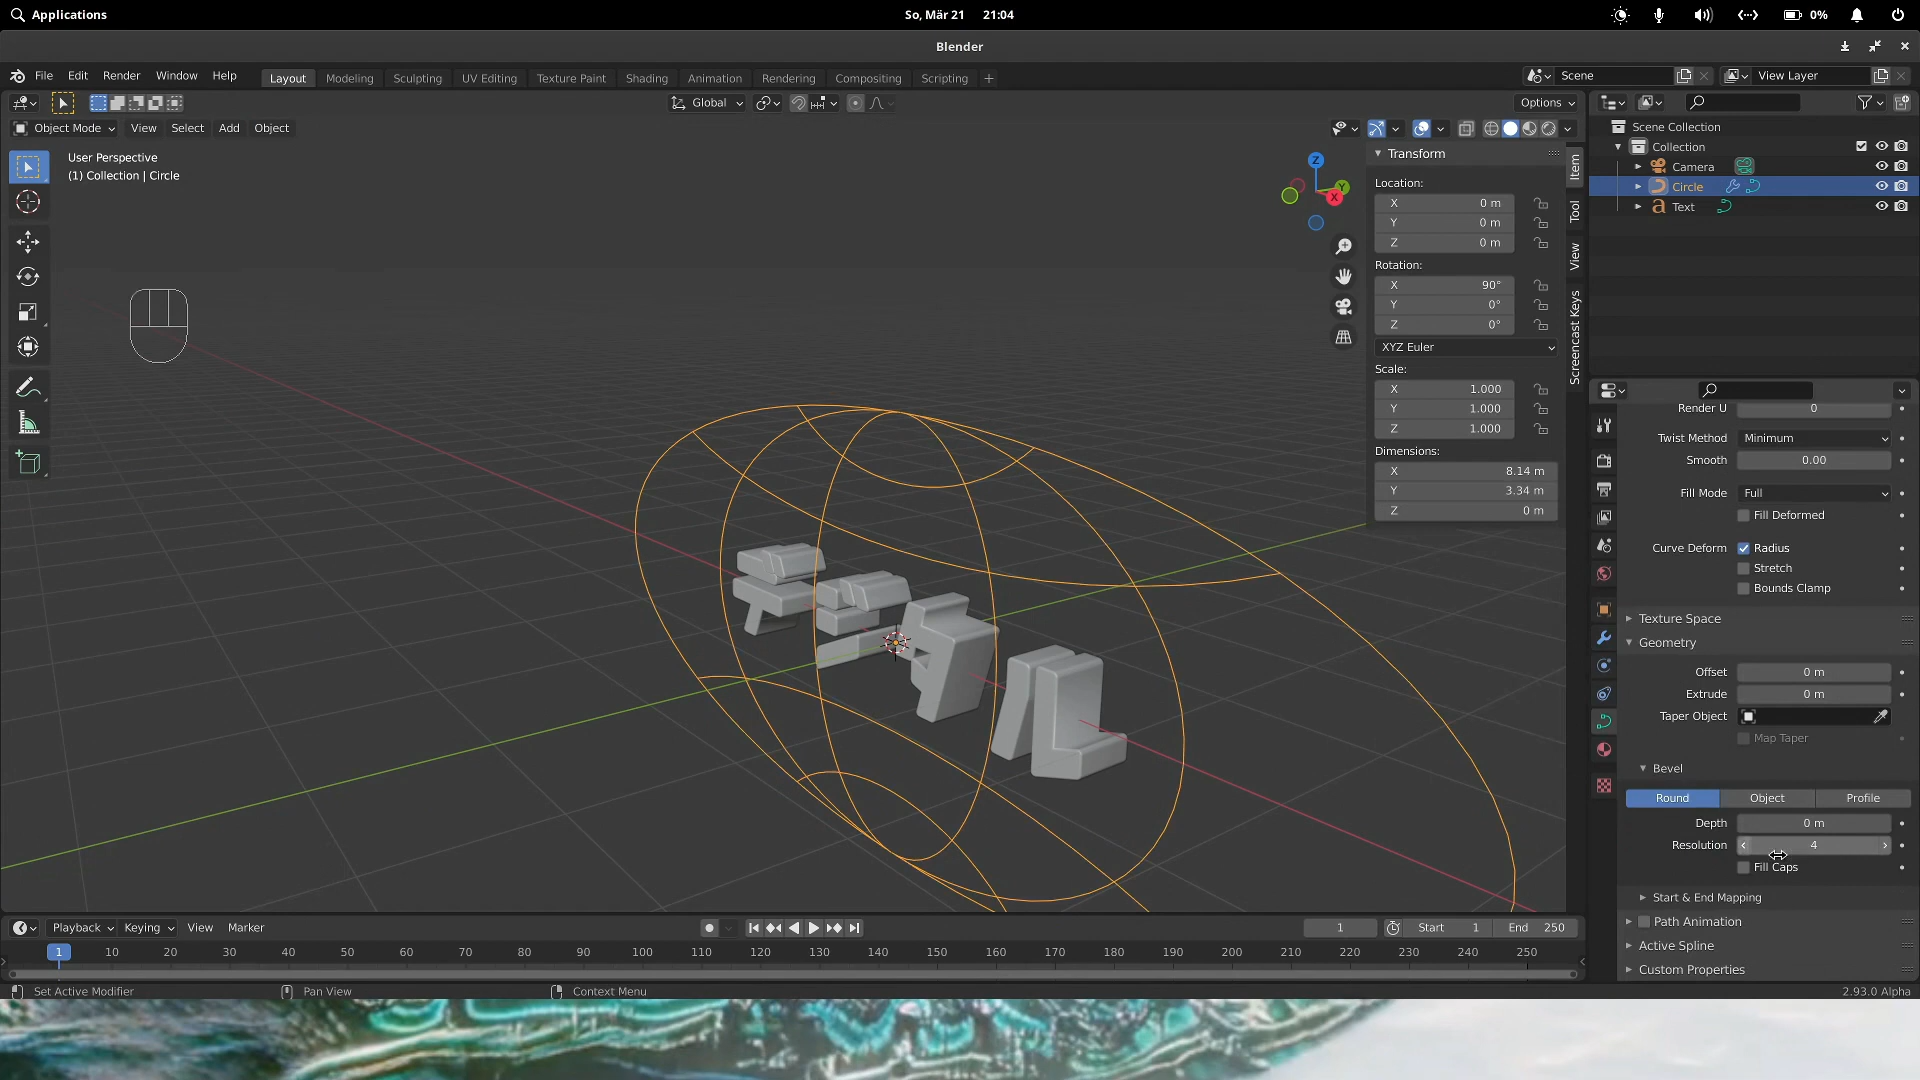 Applications
So, Mär 21 21:04
0%
Blender
File Edit Render Window Help
Layout Modeling Sculpting UV Editing Texture Paint Shading Animation Rendering Compositing Scripting +
Scene
View Layer
Global
Options
Object Mode View Select Add Object
User Perspective
(1) Collection | Circle
Z
Y
X
Transform
Location:
X 0 m
Y 0 m
Z 0 m
Rotation:
X 90°
Y 0°
Z 0°
XYZ Euler
Scale:
X 1.000
Y 1.000
Z 1.000
Dimensions:
X 8.14 m
Y 3.34 m
Z 0 m
Item
Tool
View
Screencast Keys
Scene Collection
Collection
Camera
Circle
Text
Render U 0
Twist Method Minimum
Smooth 0.00
Fill Mode Full
Fill Deformed
Curve Deform Radius
Stretch
Bounds Clamp
Texture Space
Geometry
Offset 0 m
Extrude 0 m
Taper Object
Map Taper
Bevel
Round Object Profile
Depth 0 m
Resolution 4
Fill Caps
Start & End Mapping
Path Animation
Active Spline
Custom Properties
Playback Keying View Marker
1
Start 1
End 250
1 10 20 30 40 50 60 70 80 90 100 110 120 130 140 150 160 170 180 190 200 210 220 230 240 250
Set Active Modifier
Pan View
Context Menu
2.93.0 Alpha